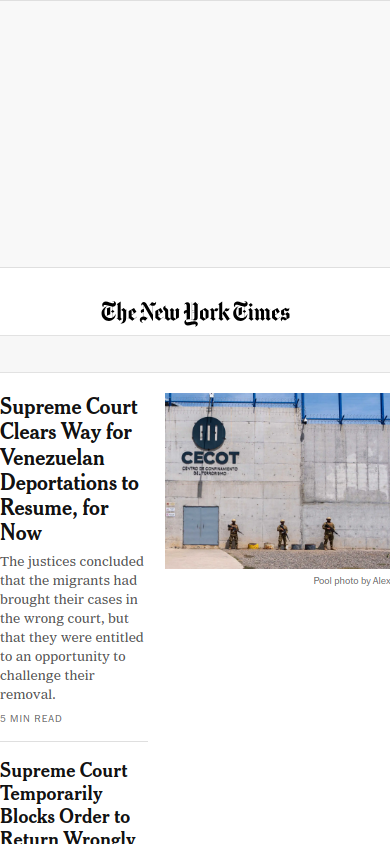 The New York Times
Supreme Court
Clears Way for
Venezuelan
Deportations to
Resume, for
Now
The justices concluded
that the migrants had
brought their cases in
the wrong court, but
that they were entitled
to an opportunity to
challenge their
removal.
5 MIN READ
CECOT
CENTRO DE CONFINAMIENTO
DEL TERRORISMO
Pool photo by Alex
Supreme Court
Temporarily
Blocks Order to
Return Wrongly